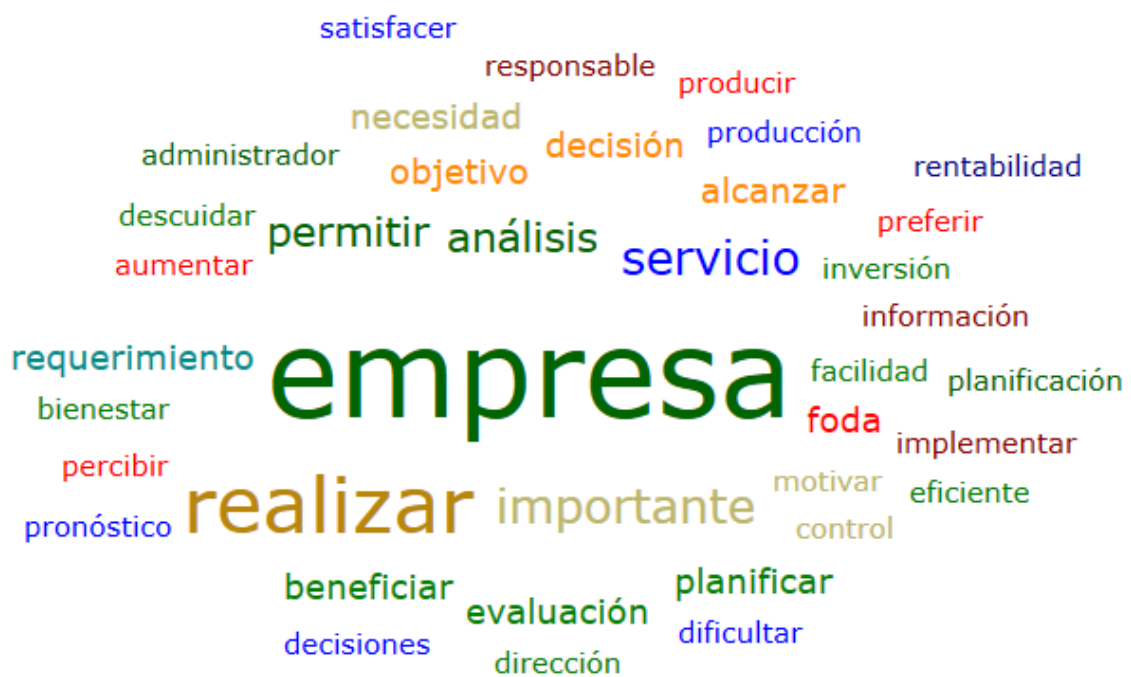 satisfacer
responsable
producir
necesidad
producción
decisión
administrador
rentabilidad
objetivo
alcanzar
descuidar
preferir
permitir
análisis
servicio
aumentar
inversión
información
requerimiento
empresa
facilidad
planificación
bienestar
foda
implementar
percibir
motivar
eficiente
realizar
importante
pronóstico
control
beneficiar
planificar
evaluación
decisiones
dificultar
dirección